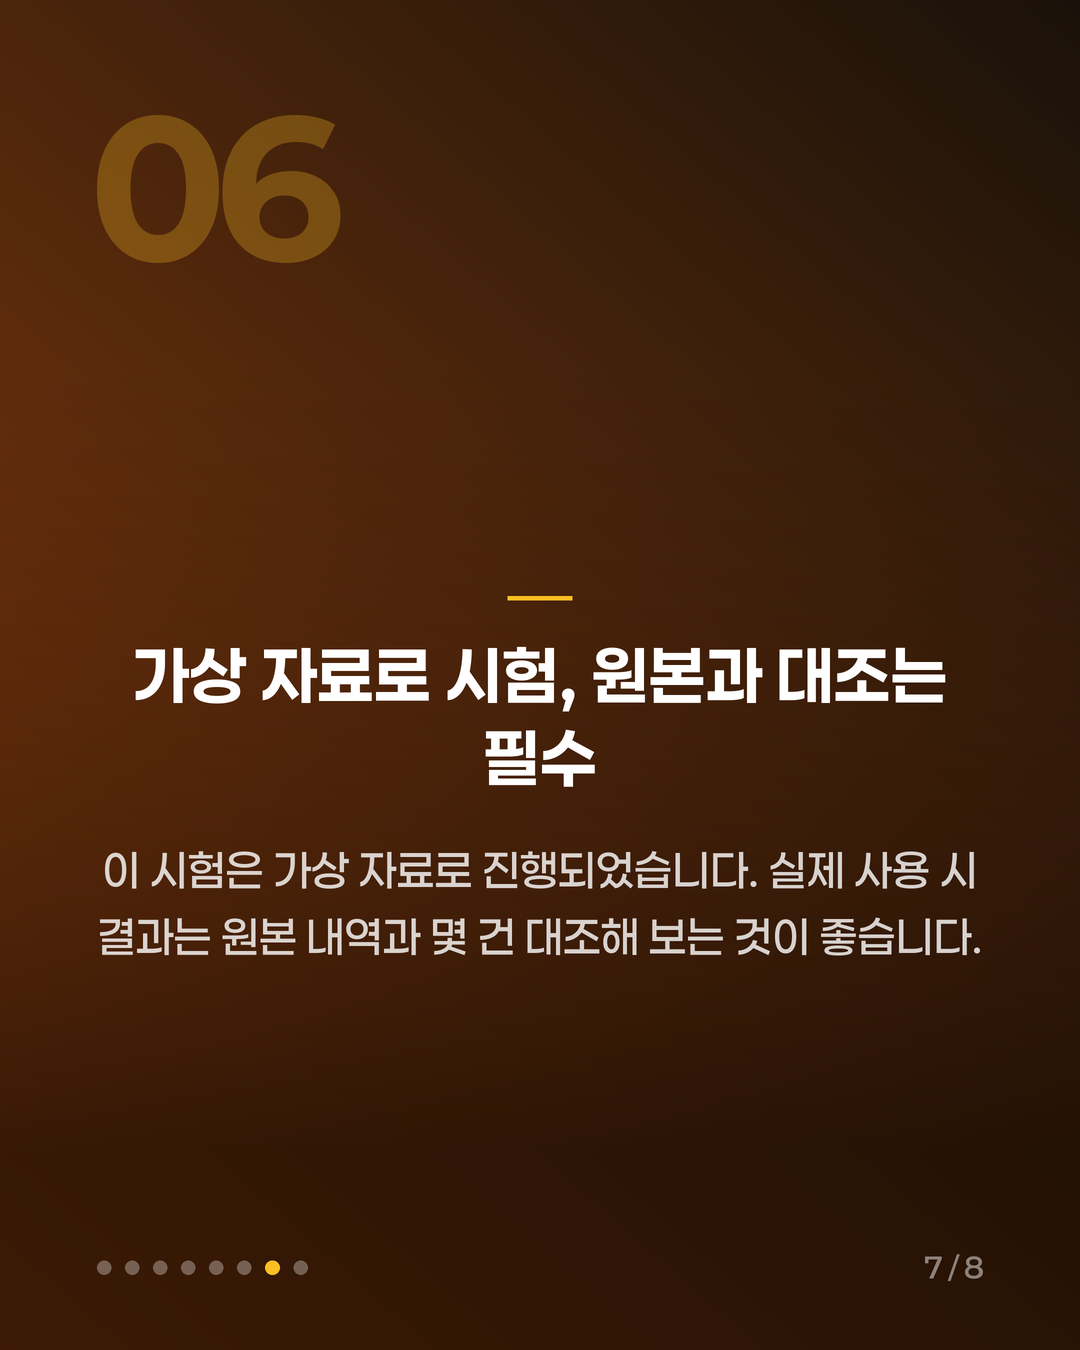 06
가상 자료로 시험, 원본과 대조는
필수
이 시험은 가상 자료로 진행되었습니다. 실제 사용 시
결과는 원본 내역과 몇 건 대조해 보는 것이 좋습니다.
7/8